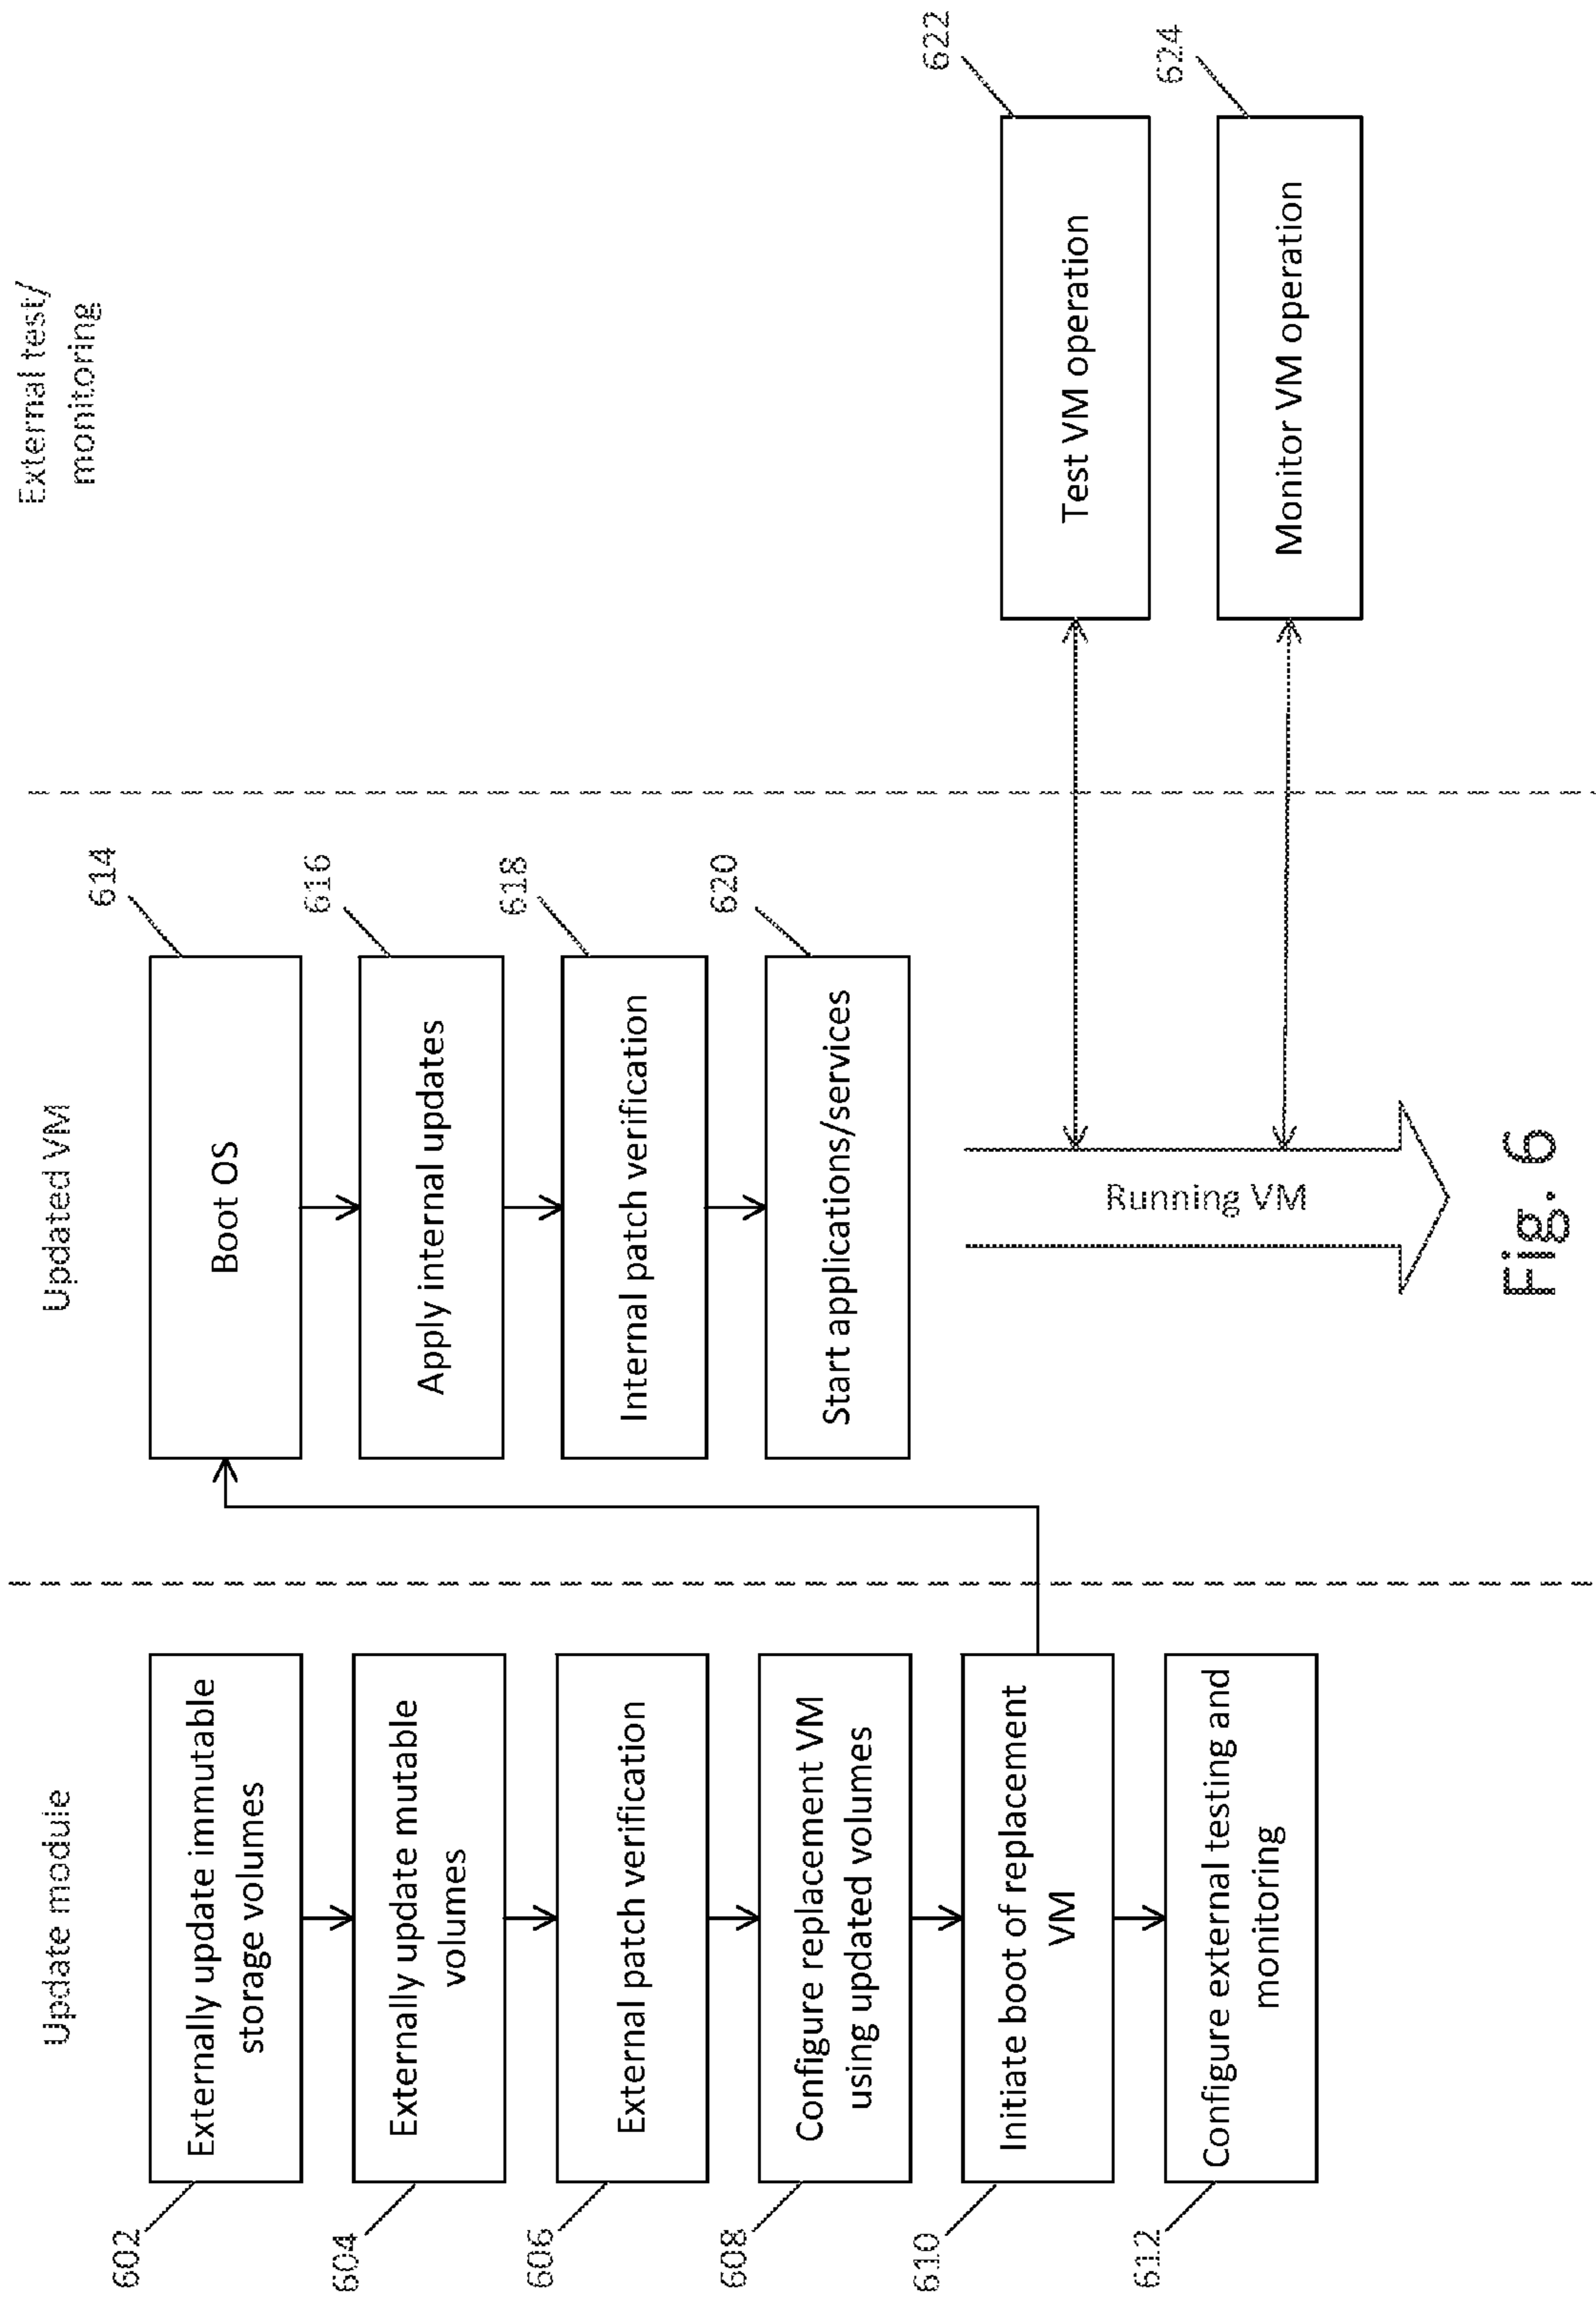 Update module
602
Externally update immutable
storage volumes
604
Externally update mutable
volumes
606
External patch verification
608
Configure replacement VM
using updated volumes
610
Initiate boot of replacement
VM
612
Configure external testing and
monitoring
Updated VM
614
Boot OS
616
Apply internal updates
618
Internal patch verification
620
Start applications/services
Running VM
External test/
monitoring
622
Test VM operation
624
Monitor VM operation
Fig. 6